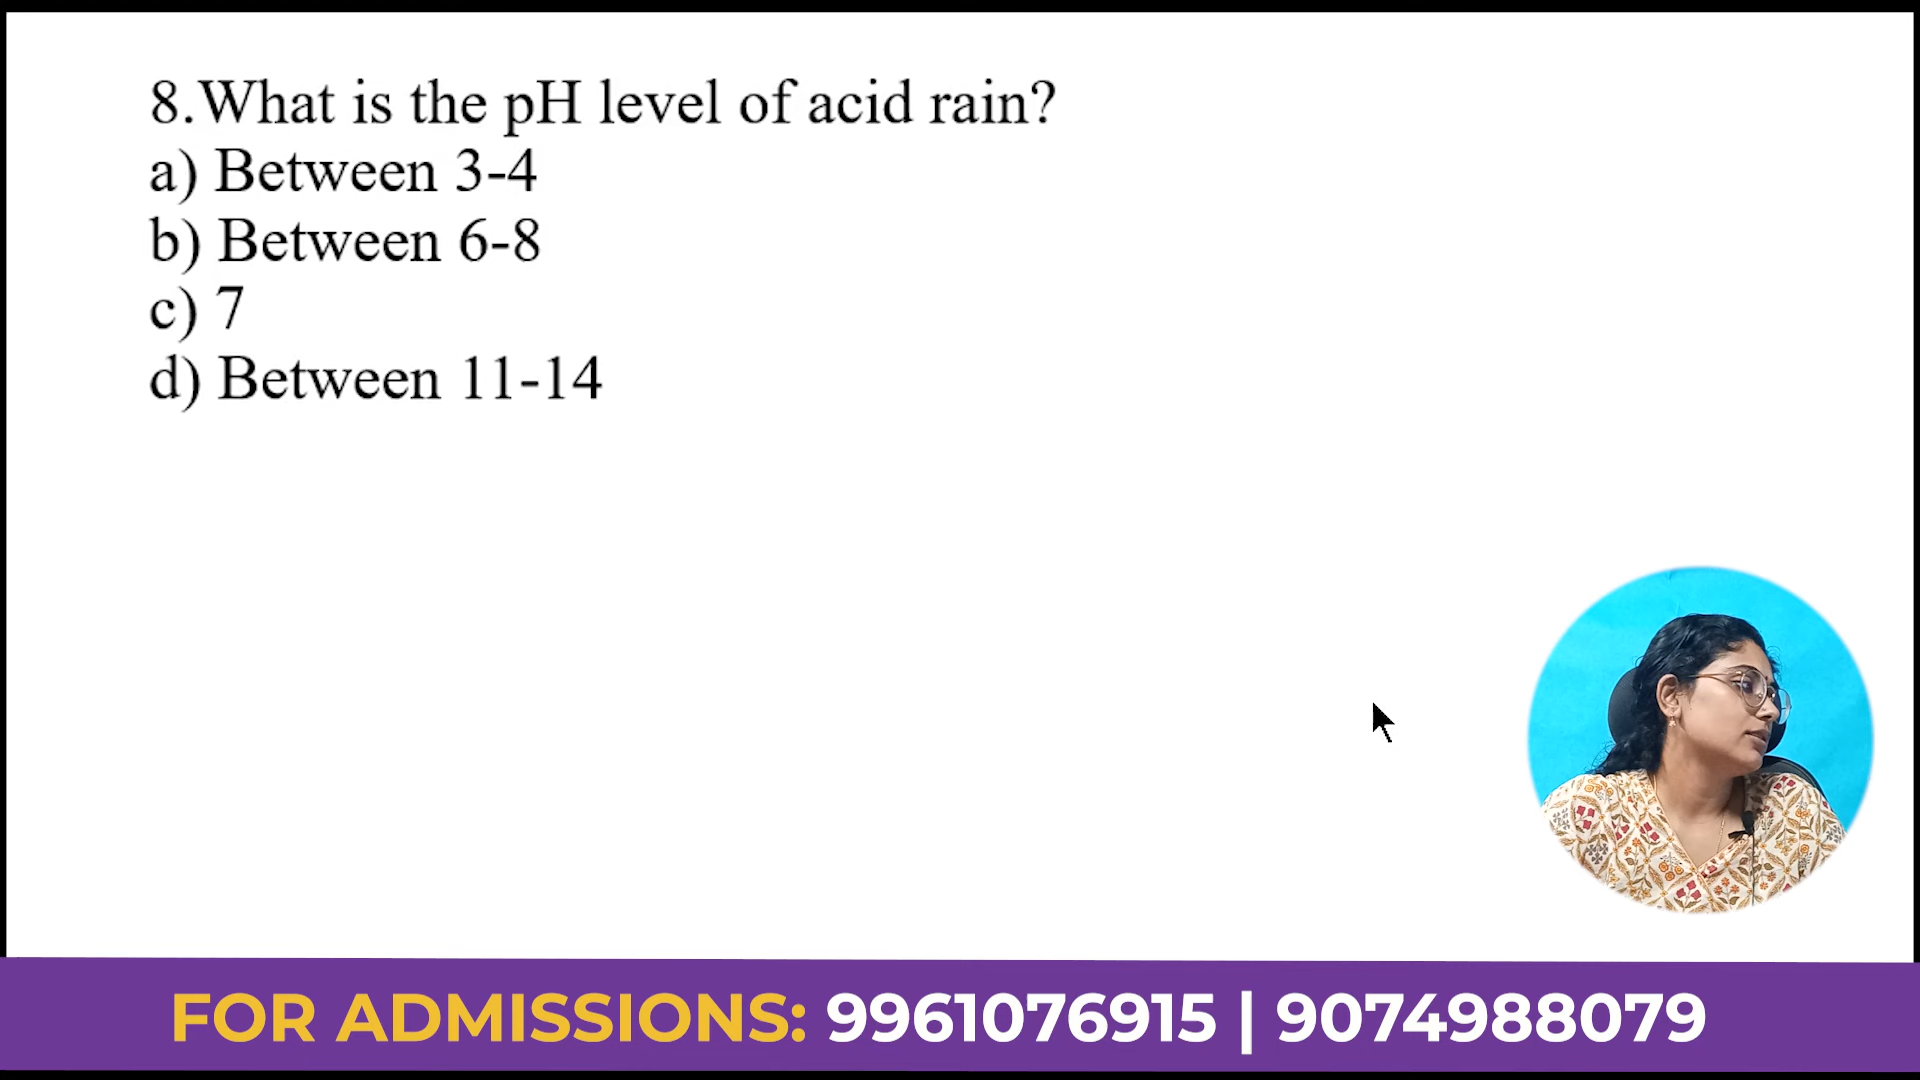 8.What is the pH level of acid rain?
a) Between 3-4
b) Between 6-8
c) 7
d) Between 11-14
FOR ADMISSIONS: 9961076915 | 9074988079